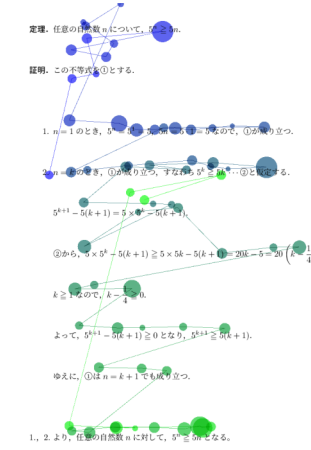 定理. 任意の自然数 n について, 5ⁿ ≧ 5n.
証明. この不等式を①とする.
1. n = 1 のとき, 5ⁿ = 5¹ = 5, 5n = 5·1 = 5 なので, ①が成り立つ.
2. n = k のとき, ①が成り立つ, すなわち 5ᵏ ≧ 5k ··· ②と仮定する.
5ᵏ⁺¹ − 5(k + 1) = 5 × 5ᵏ − 5(k + 1).
②から, 5 × 5ᵏ − 5(k + 1) ≧ 5 × 5k − 5(k + 1) = 20k − 5 = 20 (k − 1/4
k ≧ 1 なので, k − 1/4 ≧ 0.
よって, 5ᵏ⁺¹ − 5(k + 1) ≧ 0 となり, 5ᵏ⁺¹ ≧ 5(k + 1).
ゆえに, ①は n = k + 1 でも成り立つ.
1., 2. より, 任意の自然数 n に対して, 5ⁿ ≧ 5n となる。